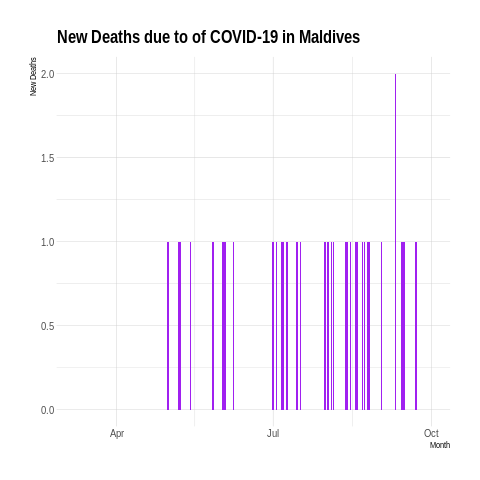 New Deaths due to of COVID-19 in Maldives
New Deaths
2.0
1.5
1.0
0.5
0.0
Apr
Jul
Oct
Month